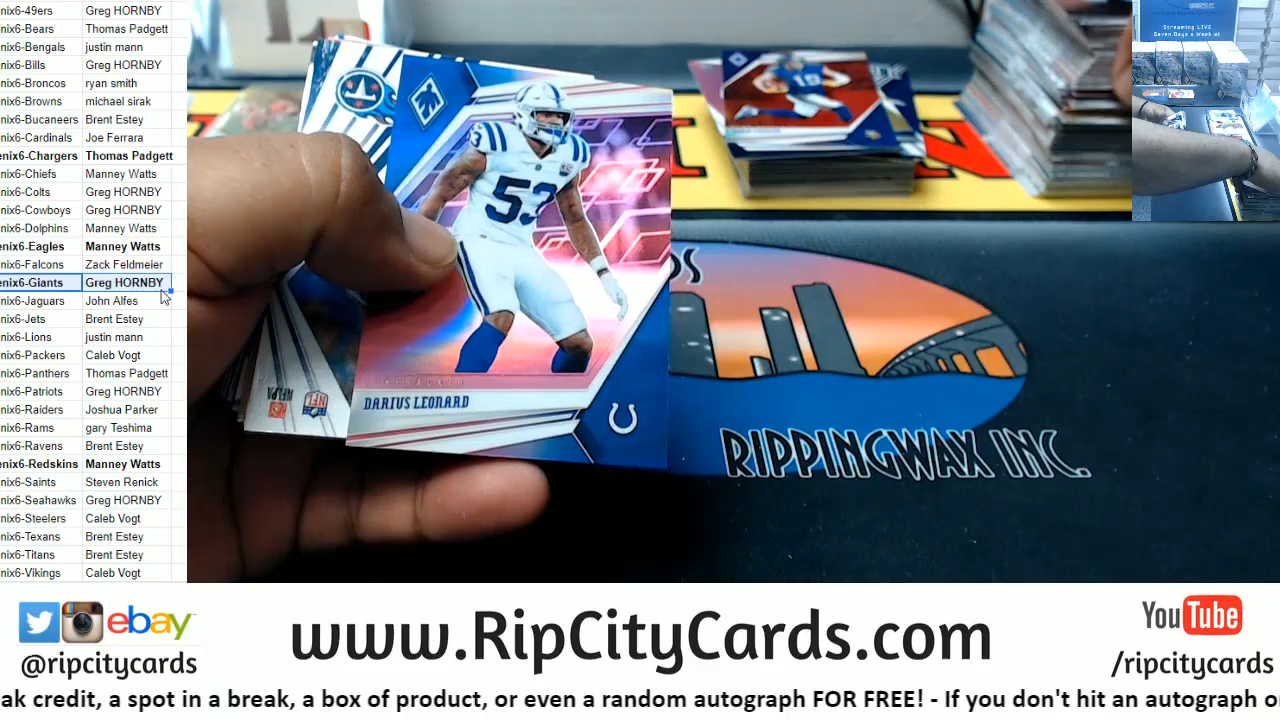 nix6-49ers Greg HORNBY
nix6-Bears Thomas Padgett
nix6-Bengals justin mann
nix6-Bills Greg HORNBY
nix6-Broncos ryan smith
nix6-Browns michael sirak
nix6-Bucaneers Brent Estey
nix6-Cardinals Joe Ferrara
enix6-Chargers Thomas Padgett
nix6-Chiefs Manney Watts
nix6-Colts Greg HORNBY
nix6-Cowboys Greg HORNBY
nix6-Dolphins Manney Watts
enix6-Eagles Manney Watts
nix6-Falcons Zack Feldmeier
enix6-Giants Greg HORNBY
nix6-Jaguars John Alfes
nix6-Jets Brent Estey
nix6-Lions justin mann
nix6-Packers Caleb Vogt
nix6-Panthers Thomas Padgett
nix6-Patriots Greg HORNBY
nix6-Raiders Joshua Parker
nix6-Rams gary Teshima
nix6-Ravens Brent Estey
enix6-Redskins Manney Watts
nix6-Saints Steven Renick
nix6-Seahawks Greg HORNBY
nix6-Steelers Caleb Vogt
nix6-Texans Brent Estey
nix6-Titans Brent Estey
nix6-Vikings Caleb Vogt
Streaming LIVE
Seven Days a Week at
53
LINEBACKER
DARIUS LEONARD
NFL
NFLPA
DS
RIPPINGWAX INC.
ebay
@ripcitycards
www.RipCityCards.com
YouTube
/ripcitycards
ak credit, a spot in a break, a box of product, or even a random autograph FOR FREE! - If you don't hit an autograph o